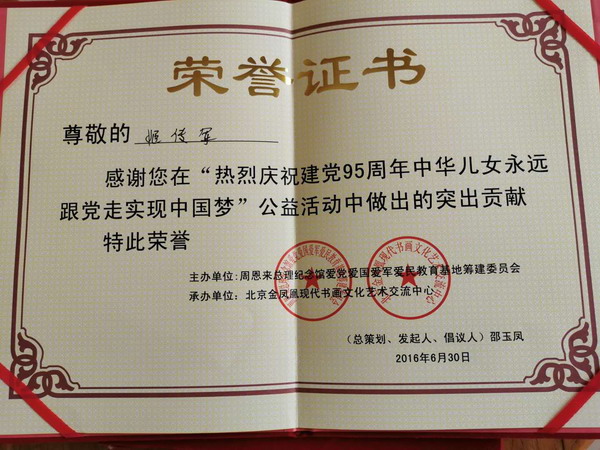 荣誉证书
尊敬的 姬传军
感谢您在“热烈庆祝建党95周年中华儿女永远
跟党走实现中国梦”公益活动中做出的突出贡献
特此荣誉
主办单位：周恩来总理纪念馆爱党爱国爱军爱民教育基地筹建委员会
承办单位：北京金凤凰现代书画文化艺术交流中心
（总策划、发起人、倡议人）邵玉凤
2016年6月30日